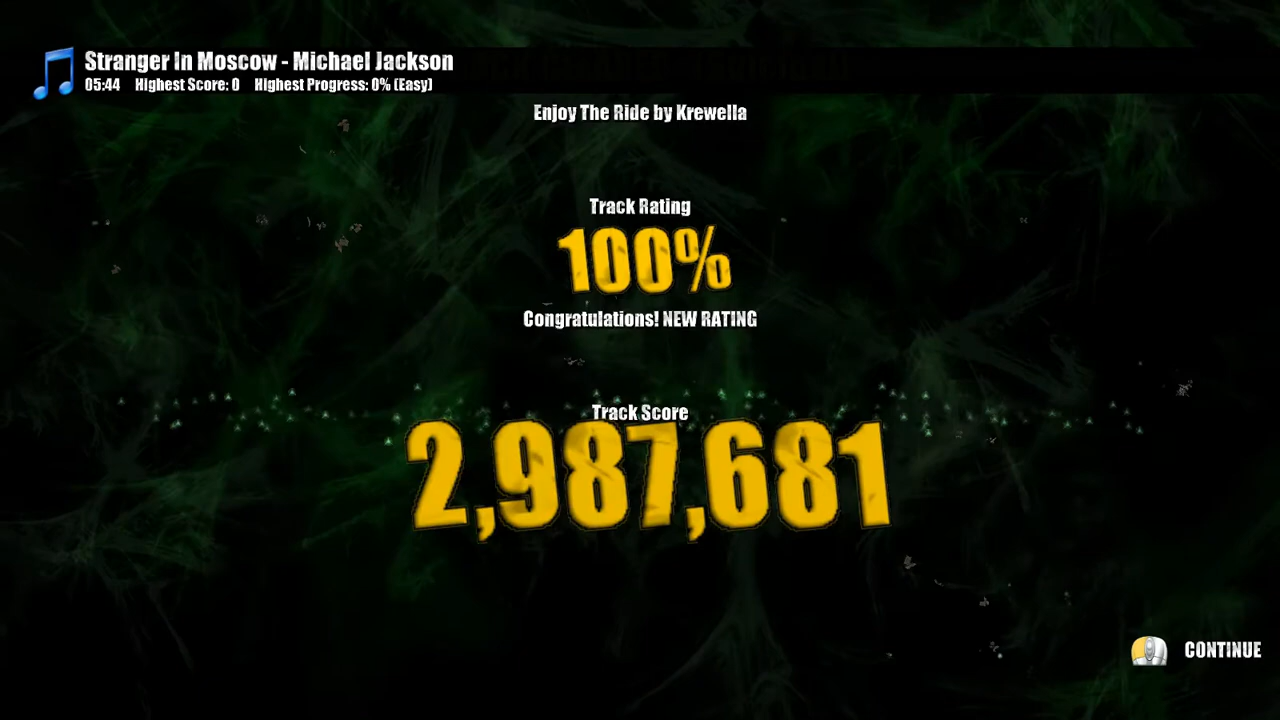 Stranger In Moscow - Michael Jackson
05:44 Highest Score: 0 Highest Progress: 0% (Easy)
Enjoy The Ride by Krewella
Track Rating
100%
Congratulations! NEW RATING
Track Score
2,987,681
CONTINUE